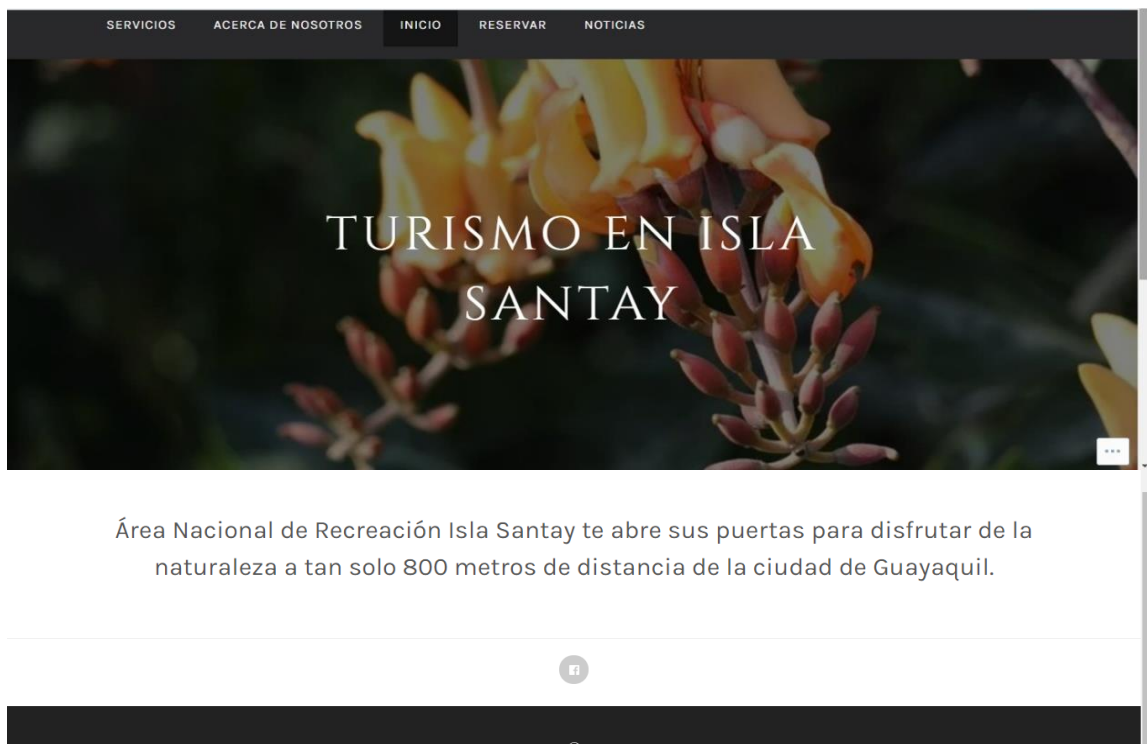 SERVICIOS ACERCA DE NOSOTROS INICIO RESERVAR NOTICIAS
TURISMO EN ISLA
SANTAY
Área Nacional de Recreación Isla Santay te abre sus puertas para disfrutar de la
naturaleza a tan solo 800 metros de distancia de la ciudad de Guayaquil.